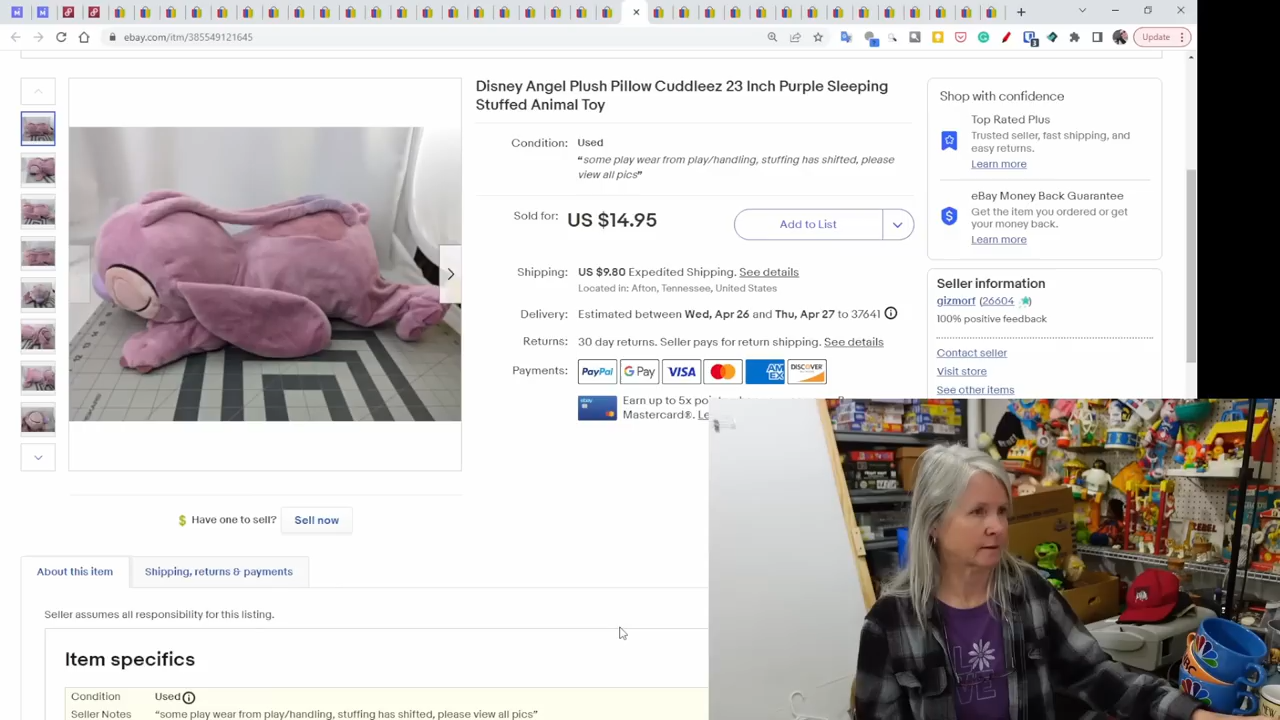 ebay.com/itm/385549121645
Update
Disney Angel Plush Pillow Cuddleez 23 Inch Purple Sleeping
Stuffed Animal Toy
Condition: Used
“some play wear from play/handling, stuffing has shifted, please
view all pics”
Sold for: US $14.95
Add to List
Shipping: US $9.80 Expedited Shipping. See details
Located in: Afton, Tennessee, United States
Delivery: Estimated between Wed, Apr 26 and Thu, Apr 27 to 37641
Returns: 30 day returns. Seller pays for return shipping. See details
Payments: PayPal G Pay VISA MasterCard AM EX DISCOVER
Earn up to 5x
Mastercard®.
Shop with confidence
Top Rated Plus
Trusted seller, fast shipping, and
easy returns.
Learn more
eBay Money Back Guarantee
Get the item you ordered or get
your money back.
Learn more
Seller information
gizmorf (26604
100% positive feedback
Contact seller
Visit store
See other items
Have one to sell? Sell now
About this item
Shipping, returns & payments
Seller assumes all responsibility for this listing.
Item specifics
Condition Used
Seller Notes “some play wear from play/handling, stuffing has shifted, please view all pics”